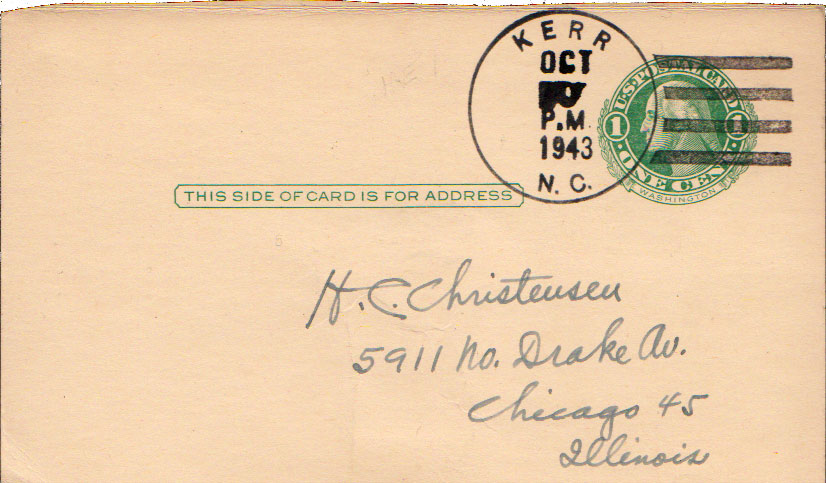 KERR
OCT
P.M.
1943
N. C.
U.S. POSTAL CARD
1 1
ONE CENT
WASHINGTON
THIS SIDE OF CARD IS FOR ADDRESS
H. C. Christensen
5911 No. Drake Av.
Chicago 45
Illinois